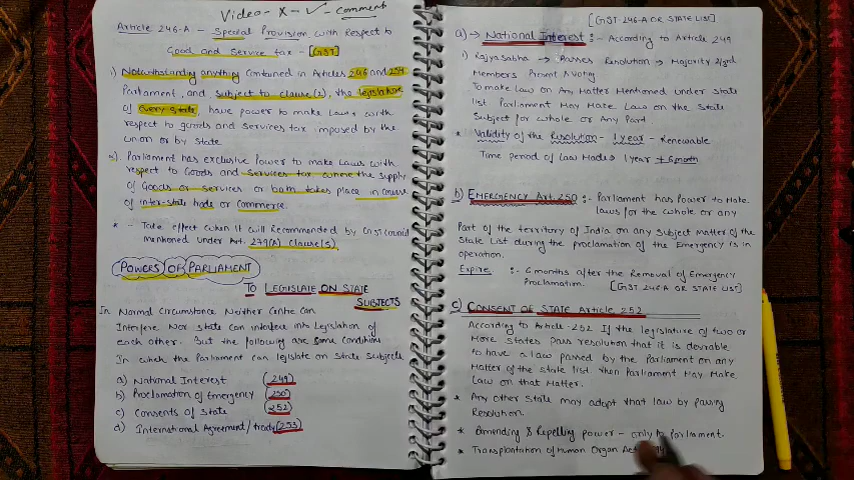 Video - X - ✓ - Comment
Article 246-A - Special Provision with Respect to
Good and Service tax - [GST]
1) Notwithstanding anything contained in Articles 246 and 254
Parliament, and subject to clause(2), the legislature
of every state, have power to make Laws with
respect to goods and services tax imposed by the
Union or by State
2). Parliament has exclusive Power to make Laws with
respect to Goods and Services tax where the supply
of Goods or services or both takes place in course
of inter-state trade or commerce.
* - Take effect when it will Recommended by GST council
mentioned under Art. 279(A) clause(5).
POWERS OF PARLIAMENT
TO LEGISLATE ON STATE
SUBJECTS
In Normal Circumstance Neither Centre can
Interfere Nor state can interfere into Legislation of
each other. But the following are some conditions
In which the Parliament can legislate on state subjects
a) National Interest (249)
b) Proclamation of Emergency (250)
c) Consents of State (252)
d) International Agreement/treaty (253)
[GST-246-A OR STATE LIST]
a) → National Interest :- According to Article 249
1) Rajyasabha → Passes Resolution → Majority 2/3rd
Members Present & voting
To make law on Any Matter Mentioned under state
list Parliament May Make Law on the State
Subject for whole or Any Part
* Validity of the Resolution - 1 year - Renewable
Time period of Law Made → 1 year + 6 month
b) EMERGENCY Art. 250 :- Parliament has Power to Make
laws for the whole or any
Part of the territory of India on any Subject Matter of the
State List during the proclamation of the Emergency is in
operation.
Expire :- 6 months after the Removal of Emergency
Proclamation. [GST 246-A OR STATE LIST]
c) CONSENT OF STATE Article 252
According to Article-252 If the legislature of two or
More states pass resolution that it is
to have a law passed by the Parliament on any
Matter of the state list then Parliament May Make
Law on that Matter.
* Any other State may adopt that law by passing
Resolution.
* Amending & Repelling power - only to Parliament.
* Transplantation of Human Organ Act